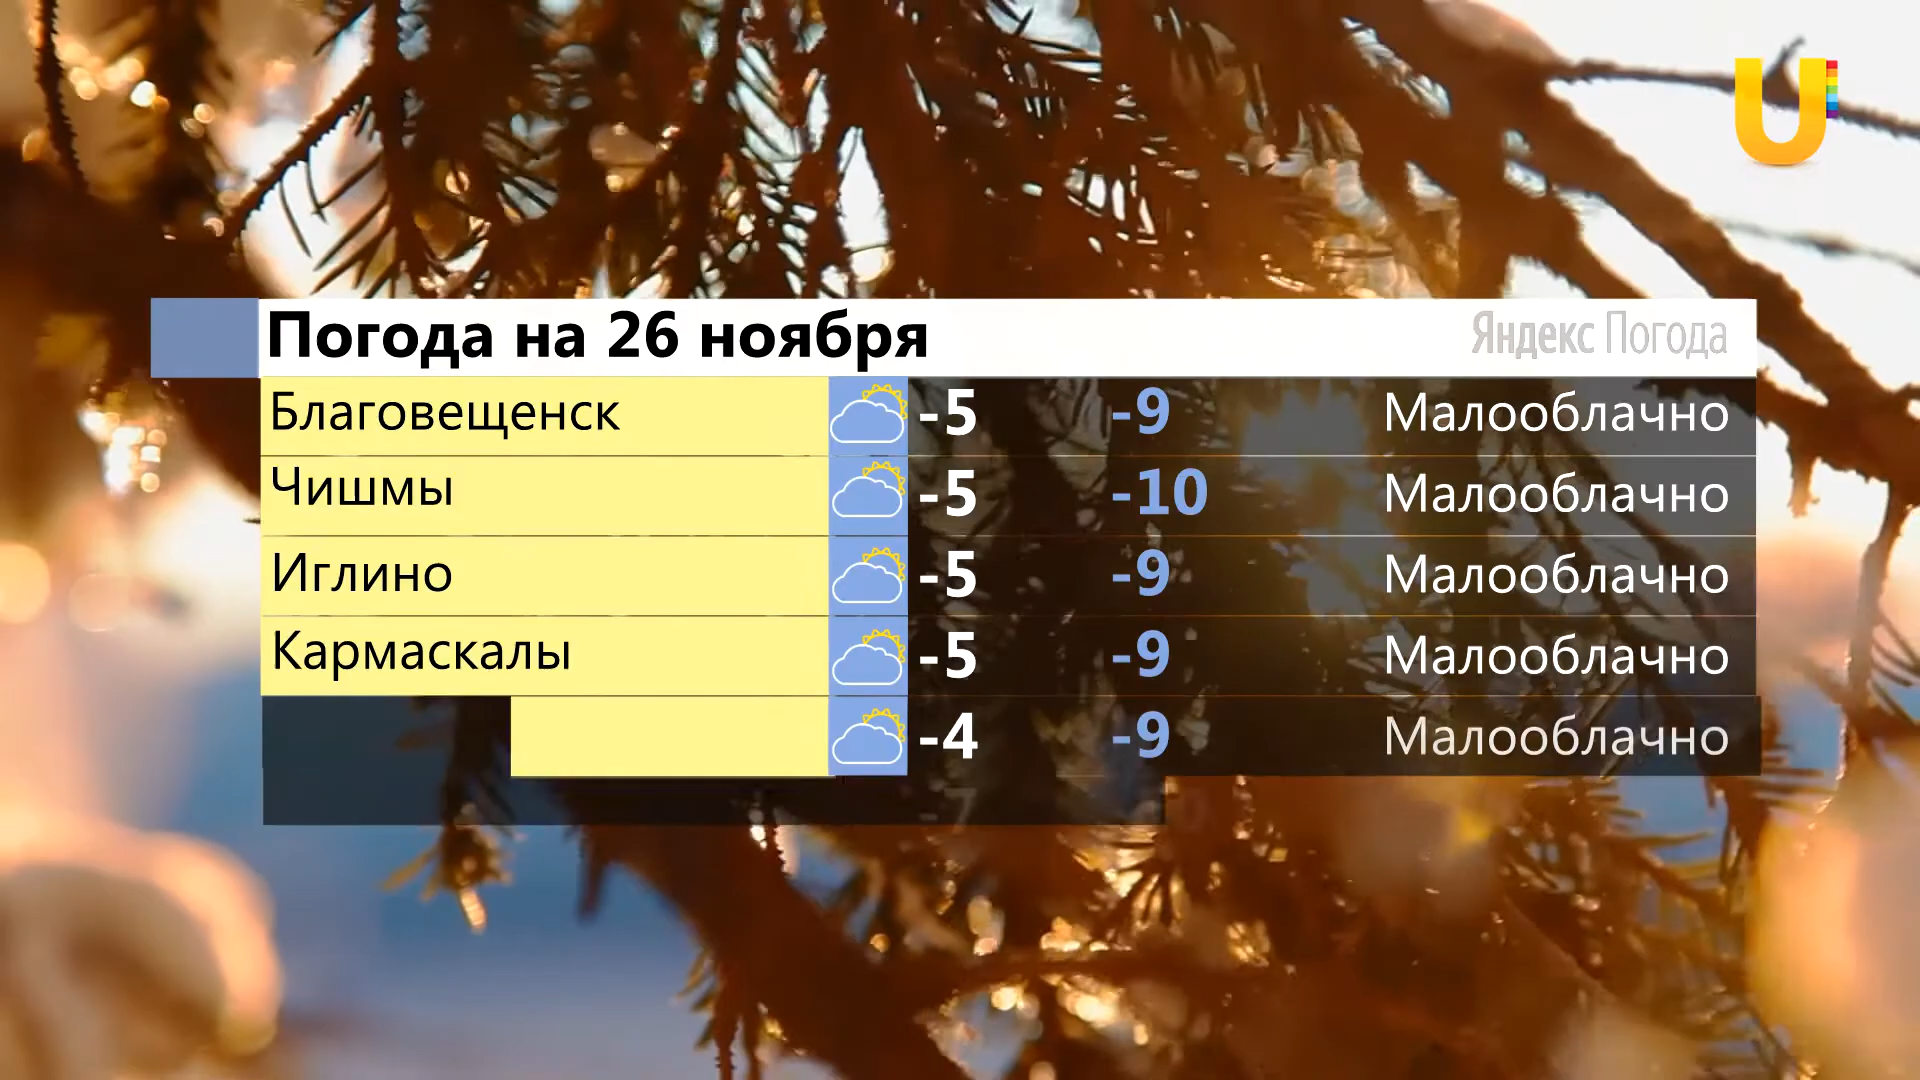 U
Погода на 26 ноября Яндекс Погода
Благовещенск -5 -9 Малооблачно
Чишмы -5 -10 Малооблачно
Иглино -5 -9 Малооблачно
Кармаскалы -5 -9 Малооблачно
-4 -9 Малооблачно